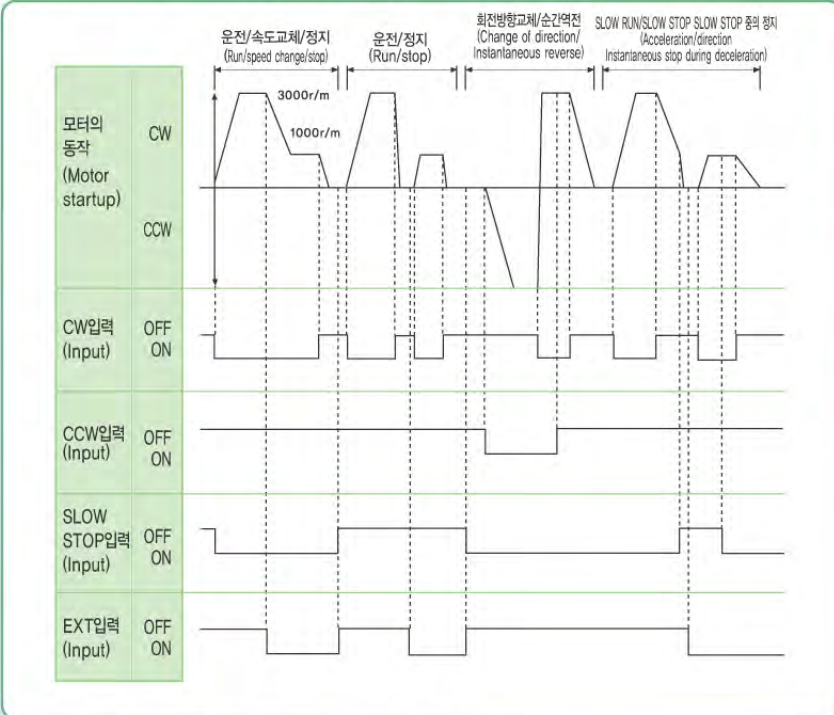 운전/속도교체/정지
(Run/speed change/stop)
운전/정지
(Run/stop)
회전방향교체/순간역전
(Change of direction/
Instantaneous reverse)
SLOW RUN/SLOW STOP SLOW STOP 중의 정지
(Acceleration/direction
Instantaneous stop during deceleration)
모터의
동작
(Motor
startup)
CW
CCW
3000r/m
1000r/m
CW입력
(Input)
OFF
ON
CCW입력
(Input)
OFF
ON
SLOW
STOP입력
(Input)
OFF
ON
EXT입력
(Input)
OFF
ON